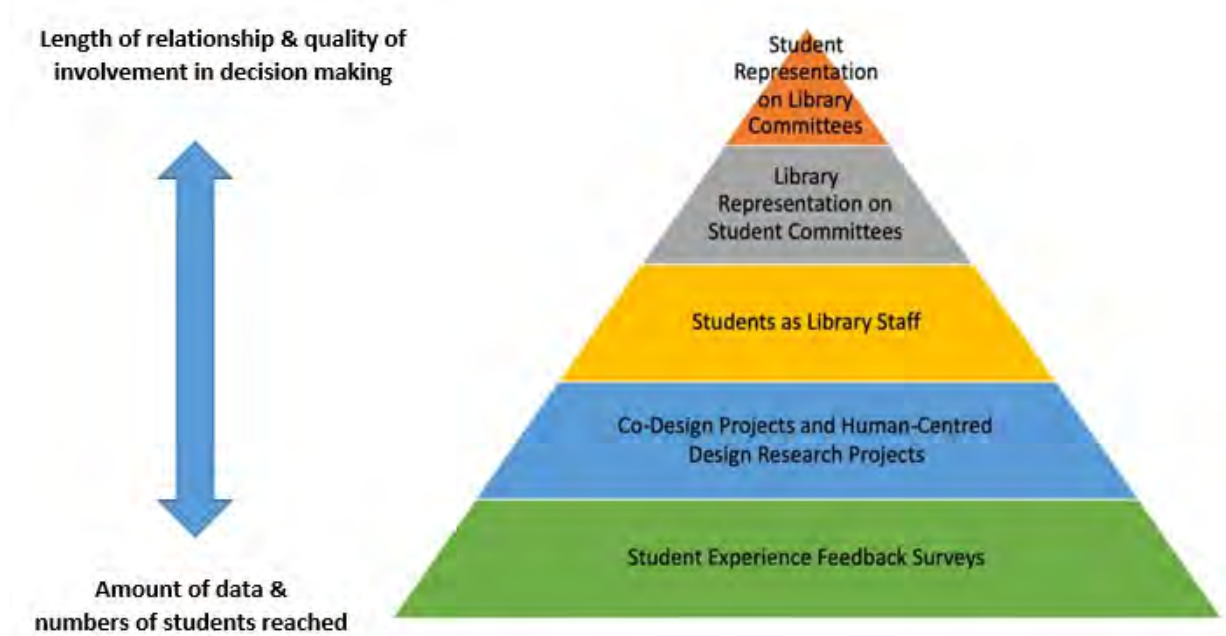 Length of relationship & quality of
involvement in decision making
Student
Representation
on Library
Committees
Library
Representation on
Student Committees
Students as Library Staff
Co-Design Projects and Human-Centred
Design Research Projects
Student Experience Feedback Surveys
Amount of data &
numbers of students reached